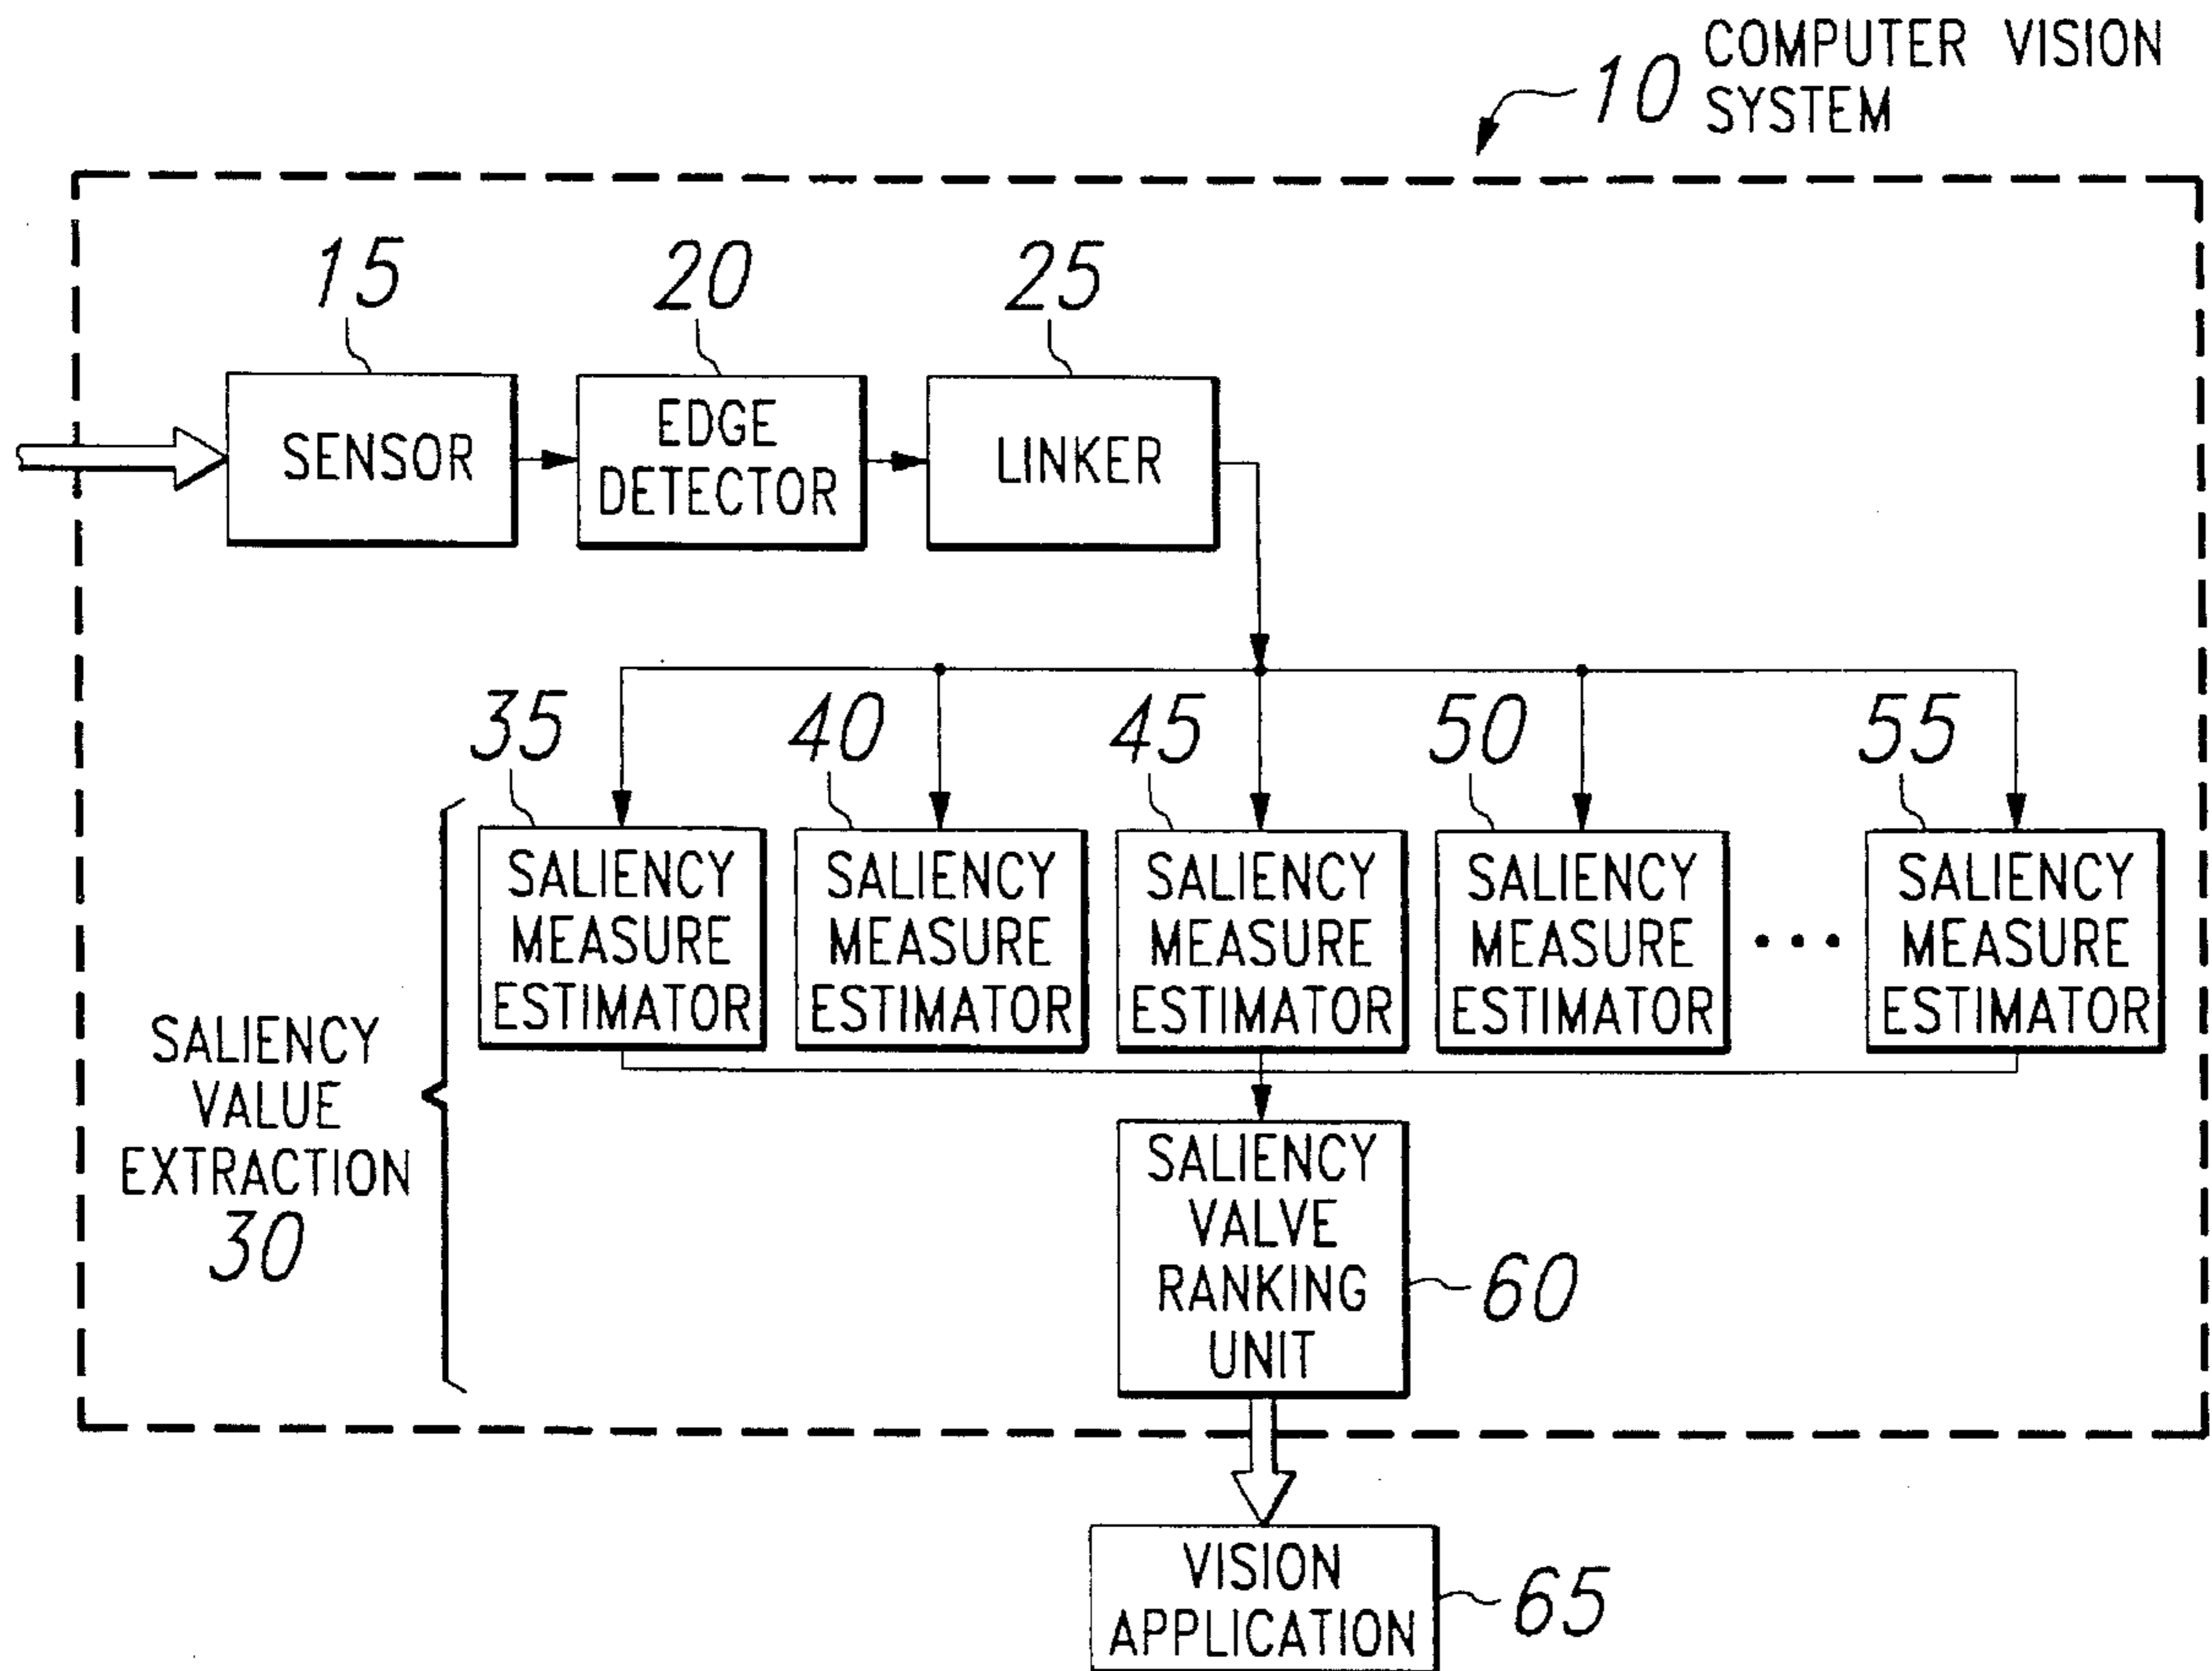 10 COMPUTER VISION
SYSTEM
15
20
25
SENSOR
EDGE
DETECTOR
LINKER
35
40
45
50
55
SALIENCY
MEASURE
ESTIMATOR
SALIENCY
MEASURE
ESTIMATOR
SALIENCY
MEASURE
ESTIMATOR
SALIENCY
MEASURE
ESTIMATOR
...
SALIENCY
MEASURE
ESTIMATOR
SALIENCY
VALUE
EXTRACTION
30
SALIENCY
VALVE
RANKING
UNIT
60
VISION
APPLICATION
65